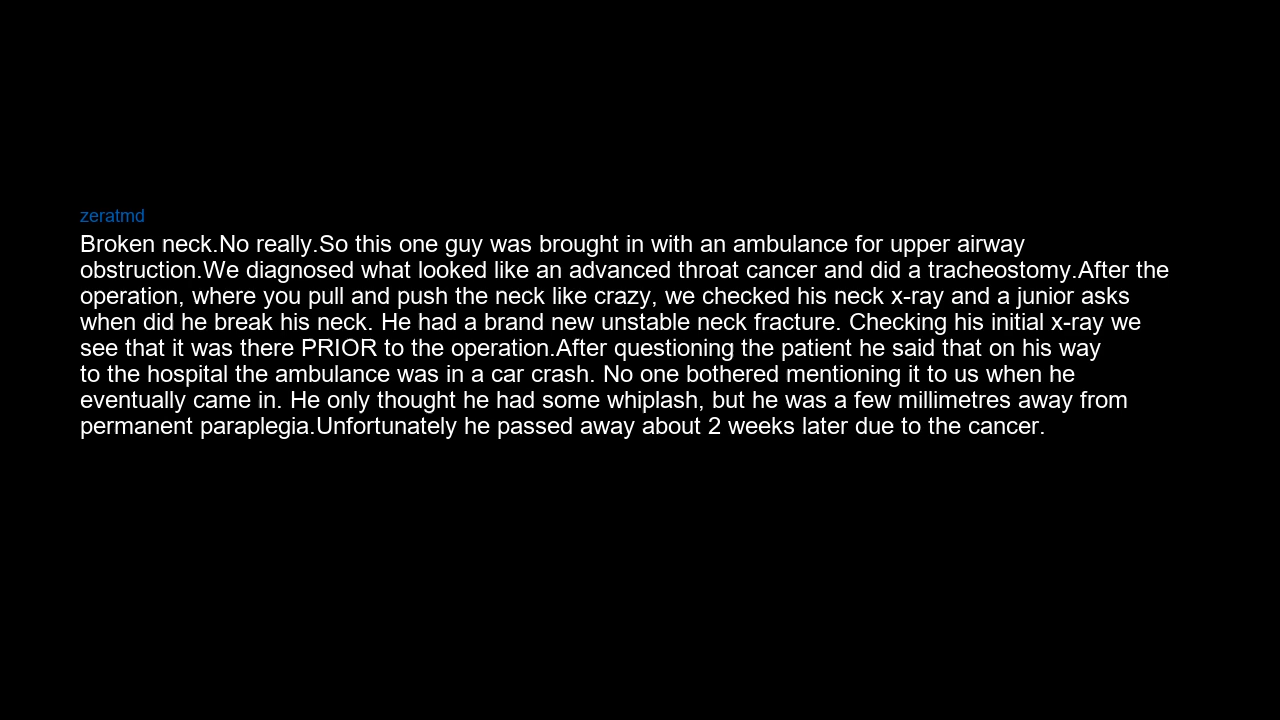 zeratmd
Broken neck.No really.So this one guy was brought in with an ambulance for upper airway
obstruction.We diagnosed what looked like an advanced throat cancer and did a tracheostomy.After the
operation, where you pull and push the neck like crazy, we checked his neck x-ray and a junior asks
when did he break his neck. He had a brand new unstable neck fracture. Checking his initial x-ray we
see that it was there PRIOR to the operation.After questioning the patient he said that on his way
to the hospital the ambulance was in a car crash. No one bothered mentioning it to us when he
eventually came in. He only thought he had some whiplash, but he was a few millimetres away from
permanent paraplegia.Unfortunately he passed away about 2 weeks later due to the cancer.